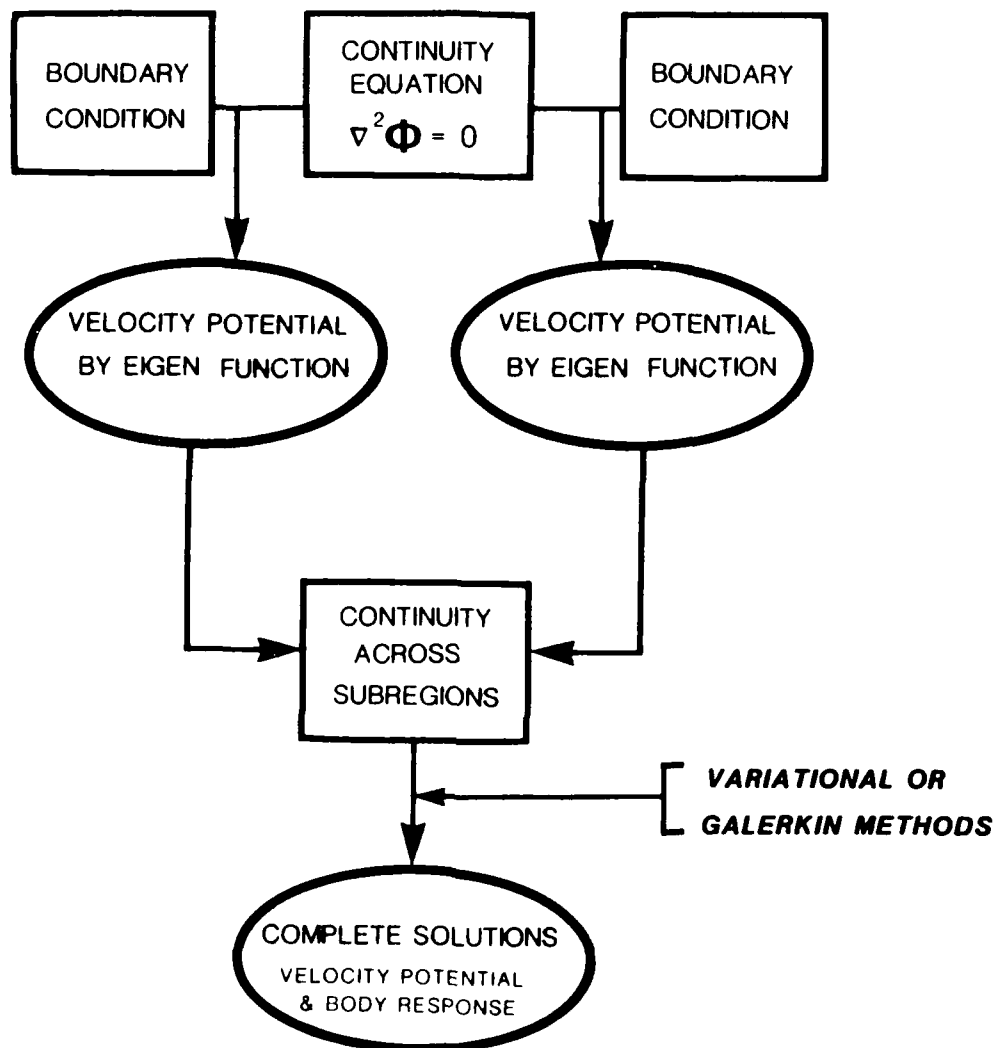 BOUNDARY
CONDITION
CONTINUITY
EQUATION
∇²Φ = 0
BOUNDARY
CONDITION
VELOCITY POTENTIAL
BY EIGEN FUNCTION
VELOCITY POTENTIAL
BY EIGEN FUNCTION
CONTINUITY
ACROSS
SUBREGIONS
VARIATIONAL OR
GALERKIN METHODS
COMPLETE SOLUTIONS
VELOCITY POTENTIAL
& BODY RESPONSE